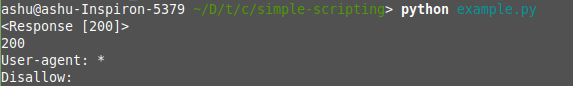 ashu@ashu-Inspiron-5379 ~/D/t/c/simple-scripting> python example.py
<Response [200]>
200
User-agent: *
Disallow: